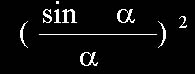 ( sin α / α ) ²